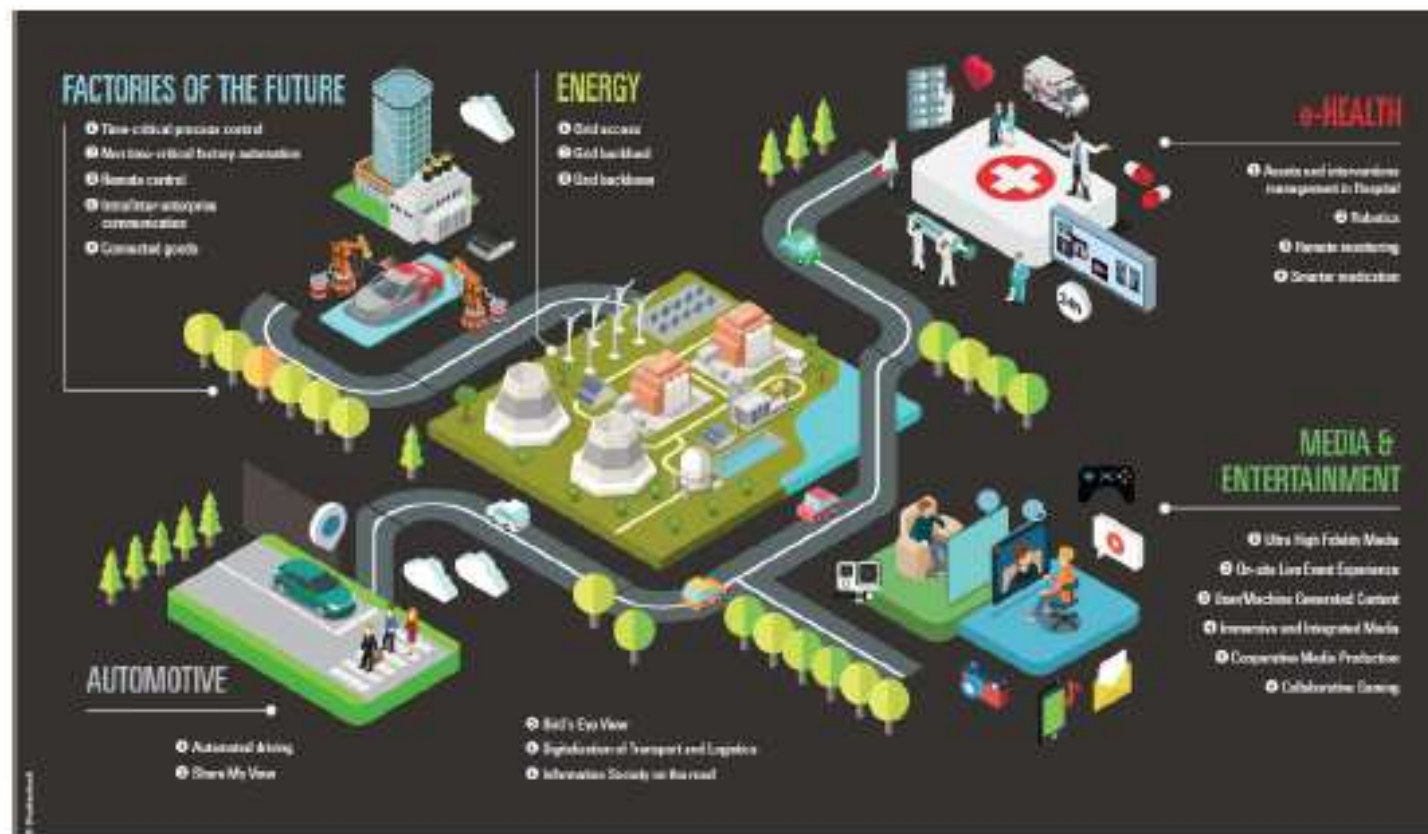 FACTORIES OF THE FUTURE
Time-critical process control
Non time-critical factory automation
Remote control
Intra/Inter-enterprise
communication
Connected goods
ENERGY
Grid access
Grid backhaul
Grid backbone
e-HEALTH
Assets and interventions
management in Hospital
Robotics
Remote monitoring
Smarter medication
24h
MEDIA &
ENTERTAINMENT
Ultra High Fidelity Media
On-site Live Event Experience
User/Machine Generated Content
Immersive and Integrated Media
Cooperative Media Production
Collaborative Gaming
AUTOMOTIVE
Automated driving
Share My View
Bird's Eye View
Digitalization of Transport and Logistics
Information Society on the road